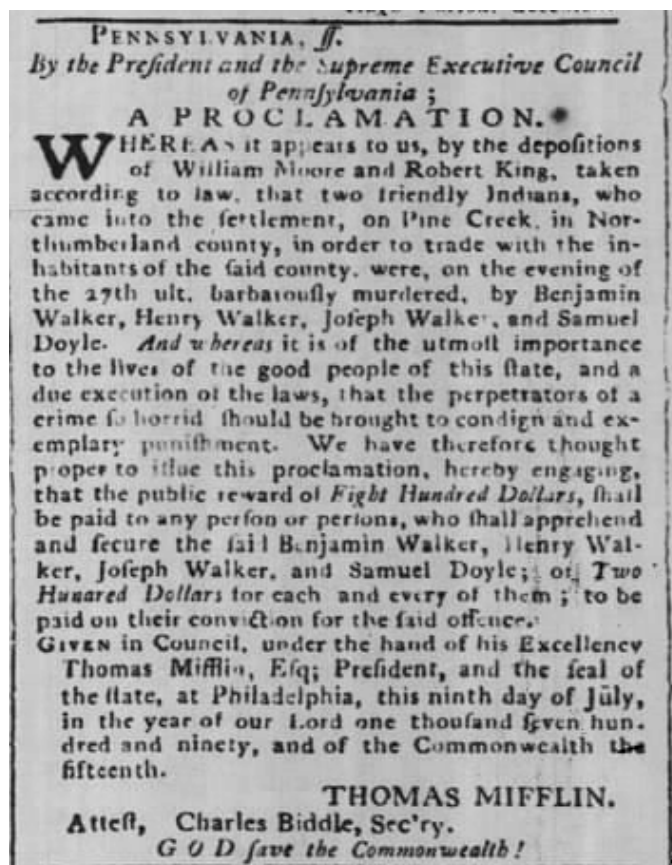 PENNSYLVANIA, ſſ.
By the Preſident and the Supreme Executive Council
of Pennſylvania;
A PROCLAMATION.
WHEREAS it appears to us, by the depoſitions
of William Moore and Robert King, taken
according to law, that two friendly Indians, who
came into the ſettlement, on Pine Creek, in Nor-
thumberland county, in order to trade with the in-
habitants of the ſaid county, were, on the evening of
the 27th ult. barbarouſly murdered, by Benjamin
Walker, Henry Walker, Joſeph Walker, and Samuel
Doyle. And whereas it is of the utmoſt importance
to the lives of the good people of this ſtate, and a
due execution of the laws, that the perpetrators of a
crime ſo horrid ſhould be brought to condign and ex-
emplary puniſhment. We have therefore thought
proper to iſſue this proclamation, hereby engaging,
that the public reward of Eight Hundred Dollars, ſhall
be paid to any perſon or perſons, who ſhall apprehend
and ſecure the ſaid Benjamin Walker, Henry Wal-
ker, Joſeph Walker, and Samuel Doyle; or Two
Hundred Dollars for each and every of them; to be
paid on their conviction for the ſaid offence.
GIVEN in Council, under the hand of his Excellency
Thomas Mifflin, Eſq; Preſident, and the ſeal of
the ſtate, at Philadelphia, this ninth day of July,
in the year of our Lord one thouſand ſeven hun-
dred and ninety, and of the Commonwealth the
fifteenth.
THOMAS MIFFLIN.
Atteſt, Charles Biddle, Sec'ry.
GOD ſave the Commonwealth!